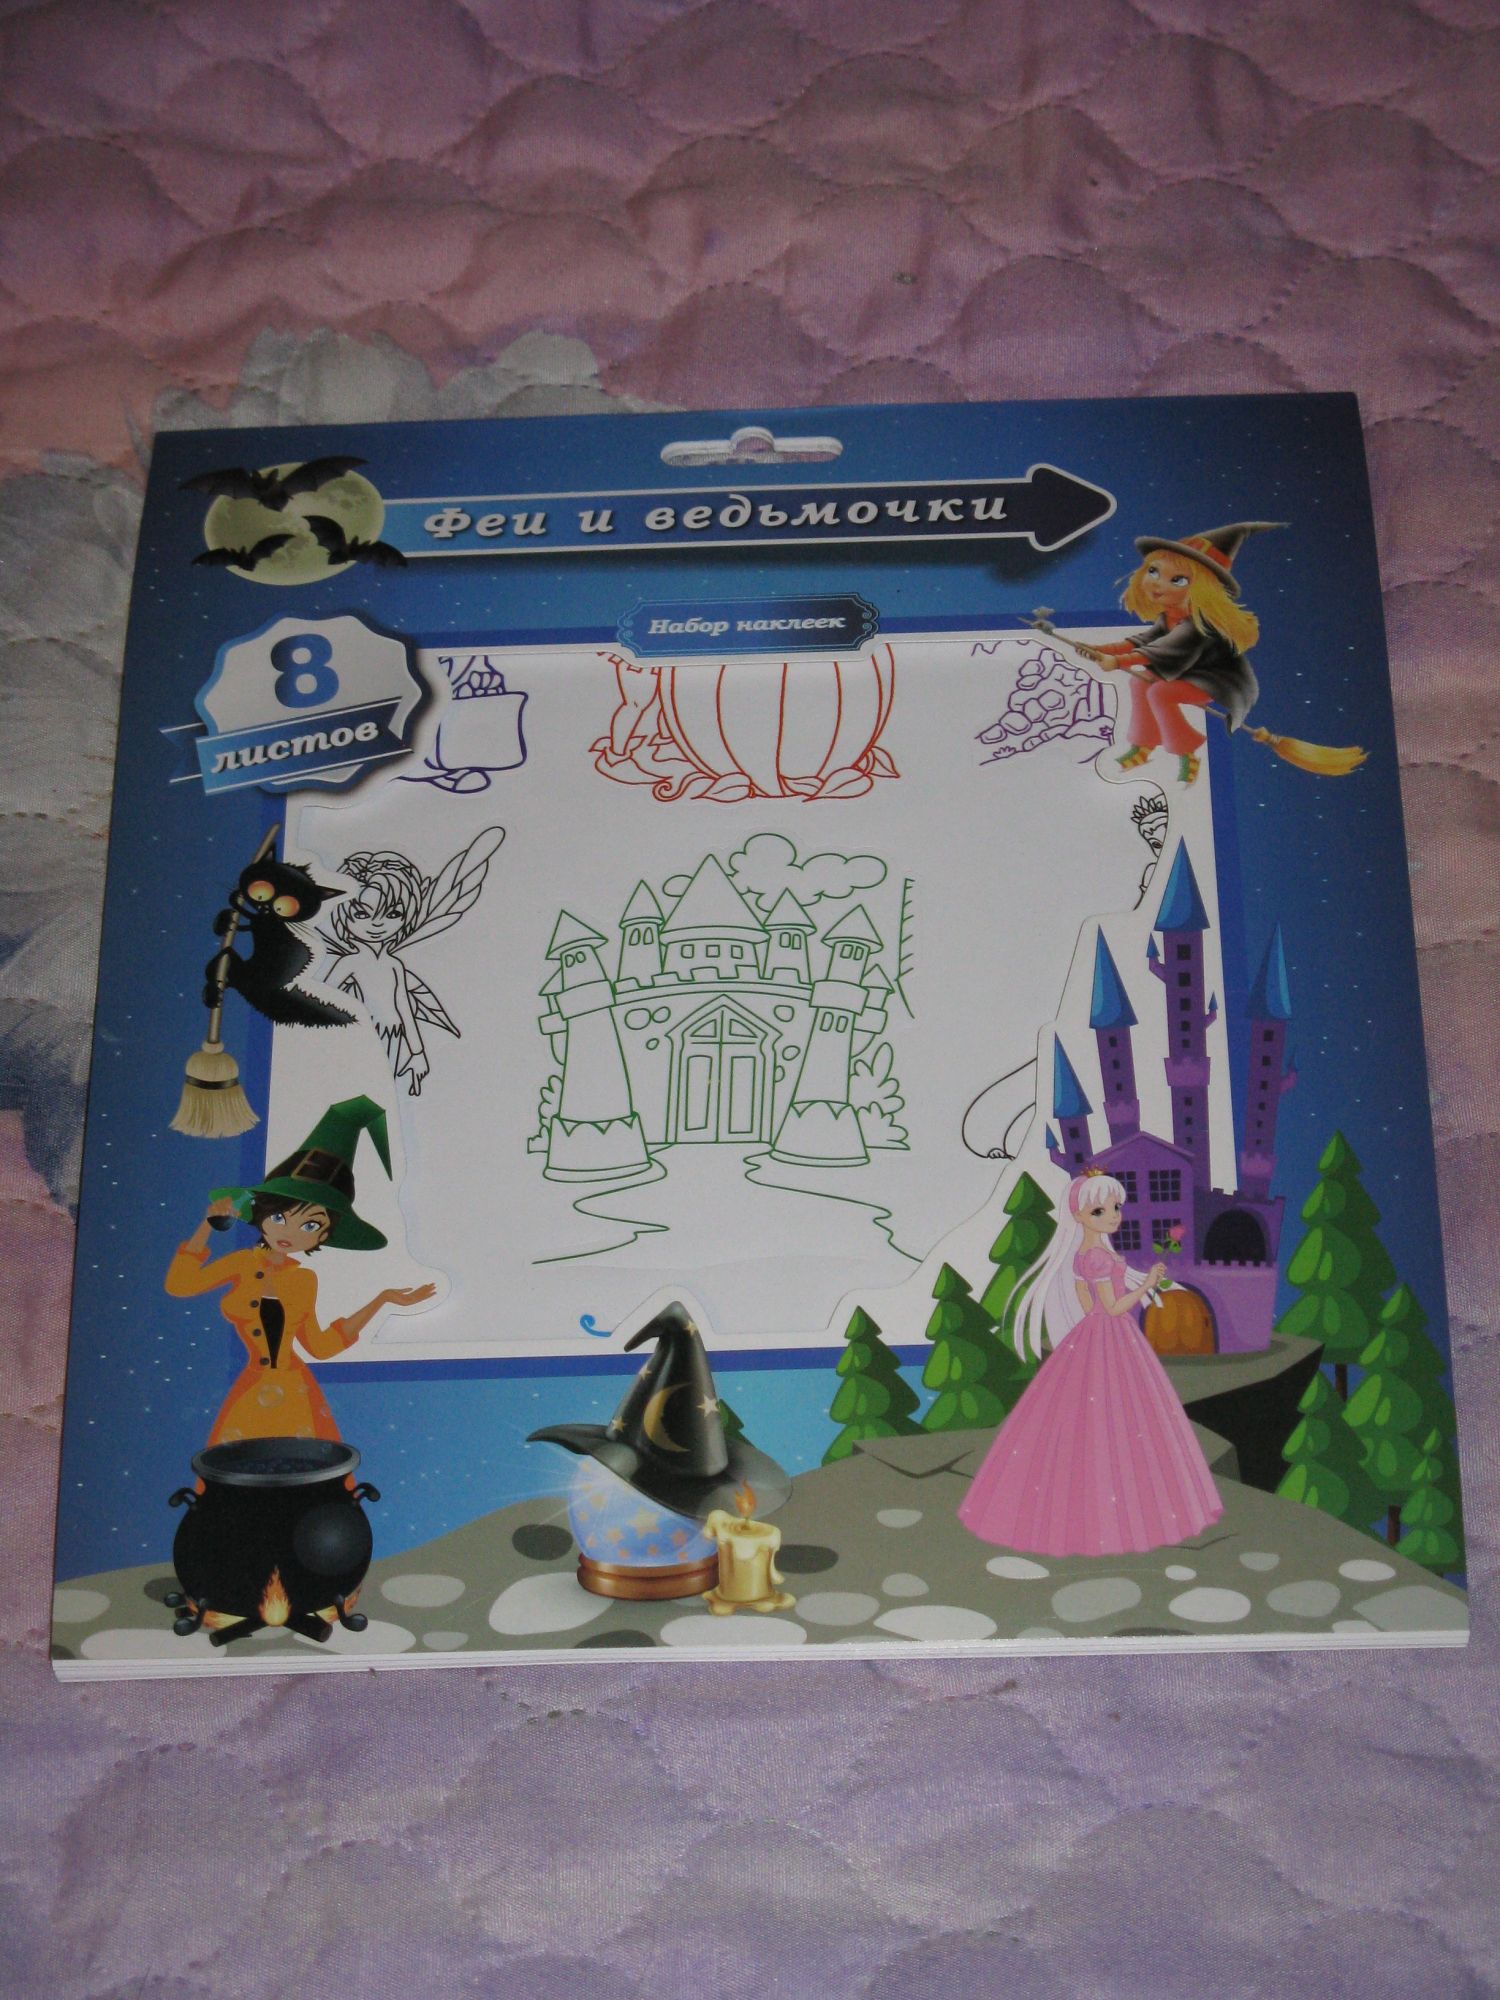 Феи и ведьмочки
Набор наклеек
8
листов